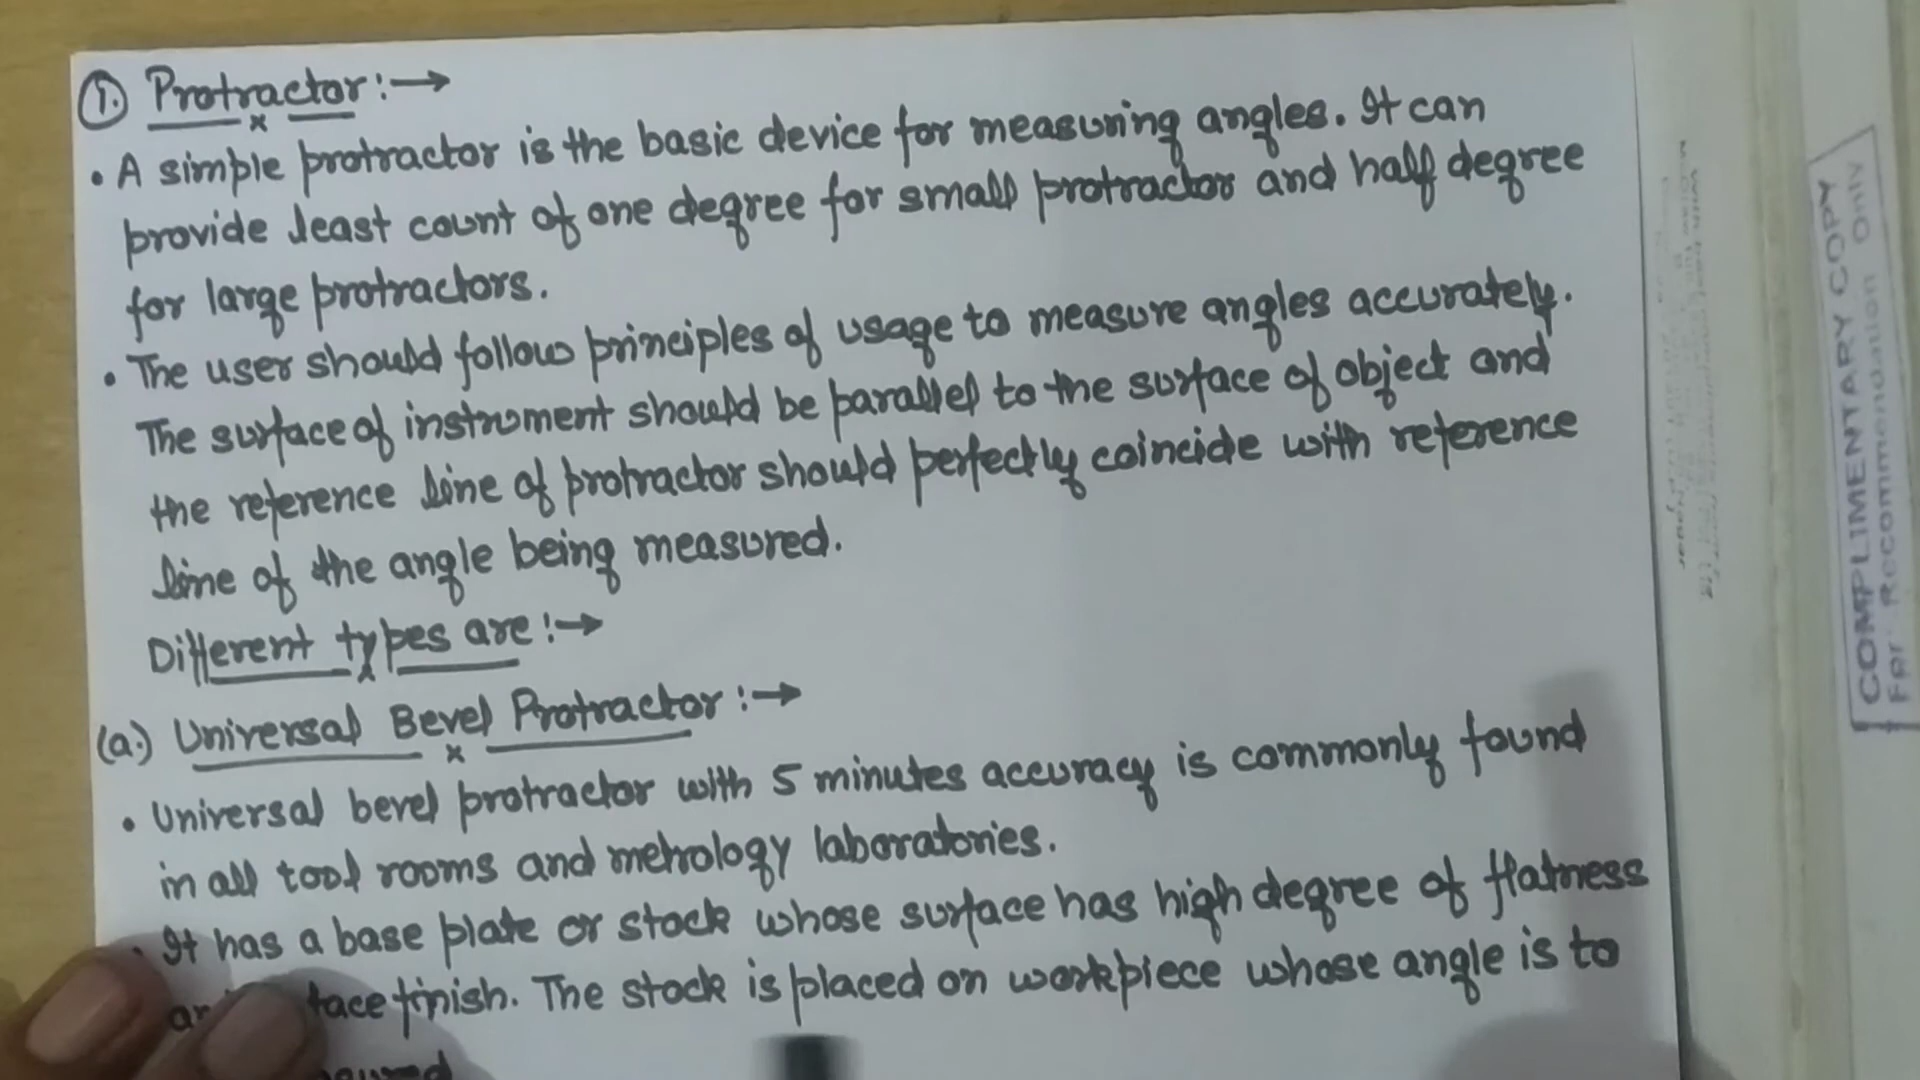 1. Protractor :→
• A simple protractor is the basic device for measuring angles. It can
provide least count of one degree for small protractor and half degree
for large protractors.
• The user should follow principles of usage to measure angles accurately.
The surface of instrument should be parallel to the surface of object and
the reference line of protractor should perfectly coincide with reference
line of the angle being measured.
Different types are :→
(a.) Universal Bevel Protractor :→
• Universal bevel protractor with 5 minutes accuracy is commonly found
in all tool rooms and metrology laboratories.
• It has a base plate or stock whose surface has high degree of flatness
finish. The stock is placed on workpiece whose angle is to
COMPLIMENTARY COPY
For Recommendation Only